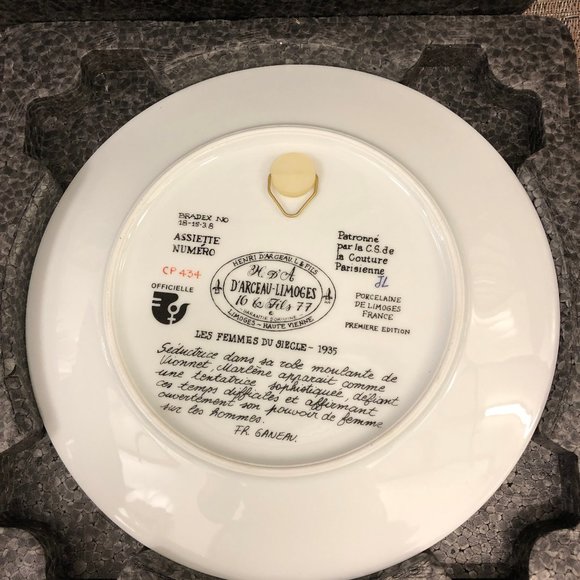 BRADEX NO
18-15-3.8
ASSIETTE
NUMÉRO
CP 434
OFFICIELLE
HENRI D'ARCEAU L. & FILS
H. D'A
D'ARCEAU-LIMOGES
16 & Fils 77
GARANTIE D'ORIGINE
LIMOGES - HAUTE VIENNE
Patronné
par la C.S. de
la Couture
Parisienne
JL
PORCELAINE
DE LIMOGES
FRANCE
PREMIÈRE EDITION
LES FEMMES DU SIECLE - 1935
Séductrice dans sa robe moulante de
Vionnet, Marlène apparaît comme
une tentatrice sophistiquée, défiant
ces temps difficiles et affirmant
ouvertement son pouvoir de femme
sur les hommes.
FR. GANEAU.